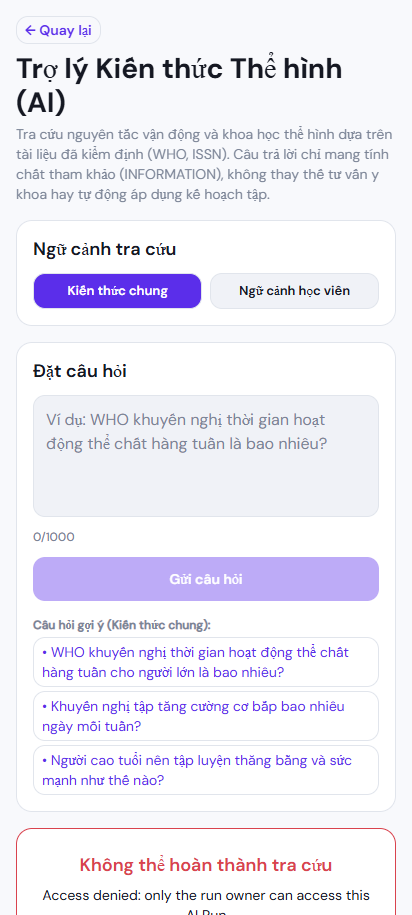 ← Quay lại
Trợ lý Kiến thức Thể hình
(AI)
Tra cứu nguyên tắc vận động và khoa học thể hình dựa trên
tài liệu đã kiểm định (WHO, ISSN). Câu trả lời chỉ mang tính
chất tham khảo (INFORMATION), không thay thế tư vấn y
khoa hay tự động áp dụng kế hoạch tập.
Ngữ cảnh tra cứu
Kiến thức chung
Ngữ cảnh học viên
Đặt câu hỏi
Ví dụ: WHO khuyến nghị thời gian hoạt
động thể chất hàng tuần là bao nhiêu?
0/1000
Gửi câu hỏi
Câu hỏi gợi ý (Kiến thức chung):
• WHO khuyến nghị thời gian hoạt động thể chất
hàng tuần cho người lớn là bao nhiêu?
• Khuyến nghị tập tăng cường cơ bắp bao nhiêu
ngày mỗi tuần?
• Người cao tuổi nên tập luyện thăng bằng và sức
mạnh như thế nào?
Không thể hoàn thành tra cứu
Access denied: only the run owner can access this
AI Run